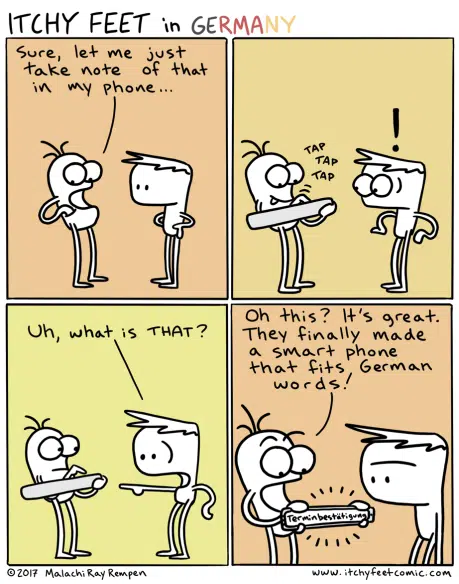 ITCHY FEET in GERMANY
Sure, let me just
take note of that
in my phone...
TAP
TAP
TAP
!
Uh, what is THAT?
Oh this? It's great.
They finally made
a smart phone
that fits German
words!
Terminbestätigung
©2017 Malachi Ray Rempen
www.itchyfeetcomic.com